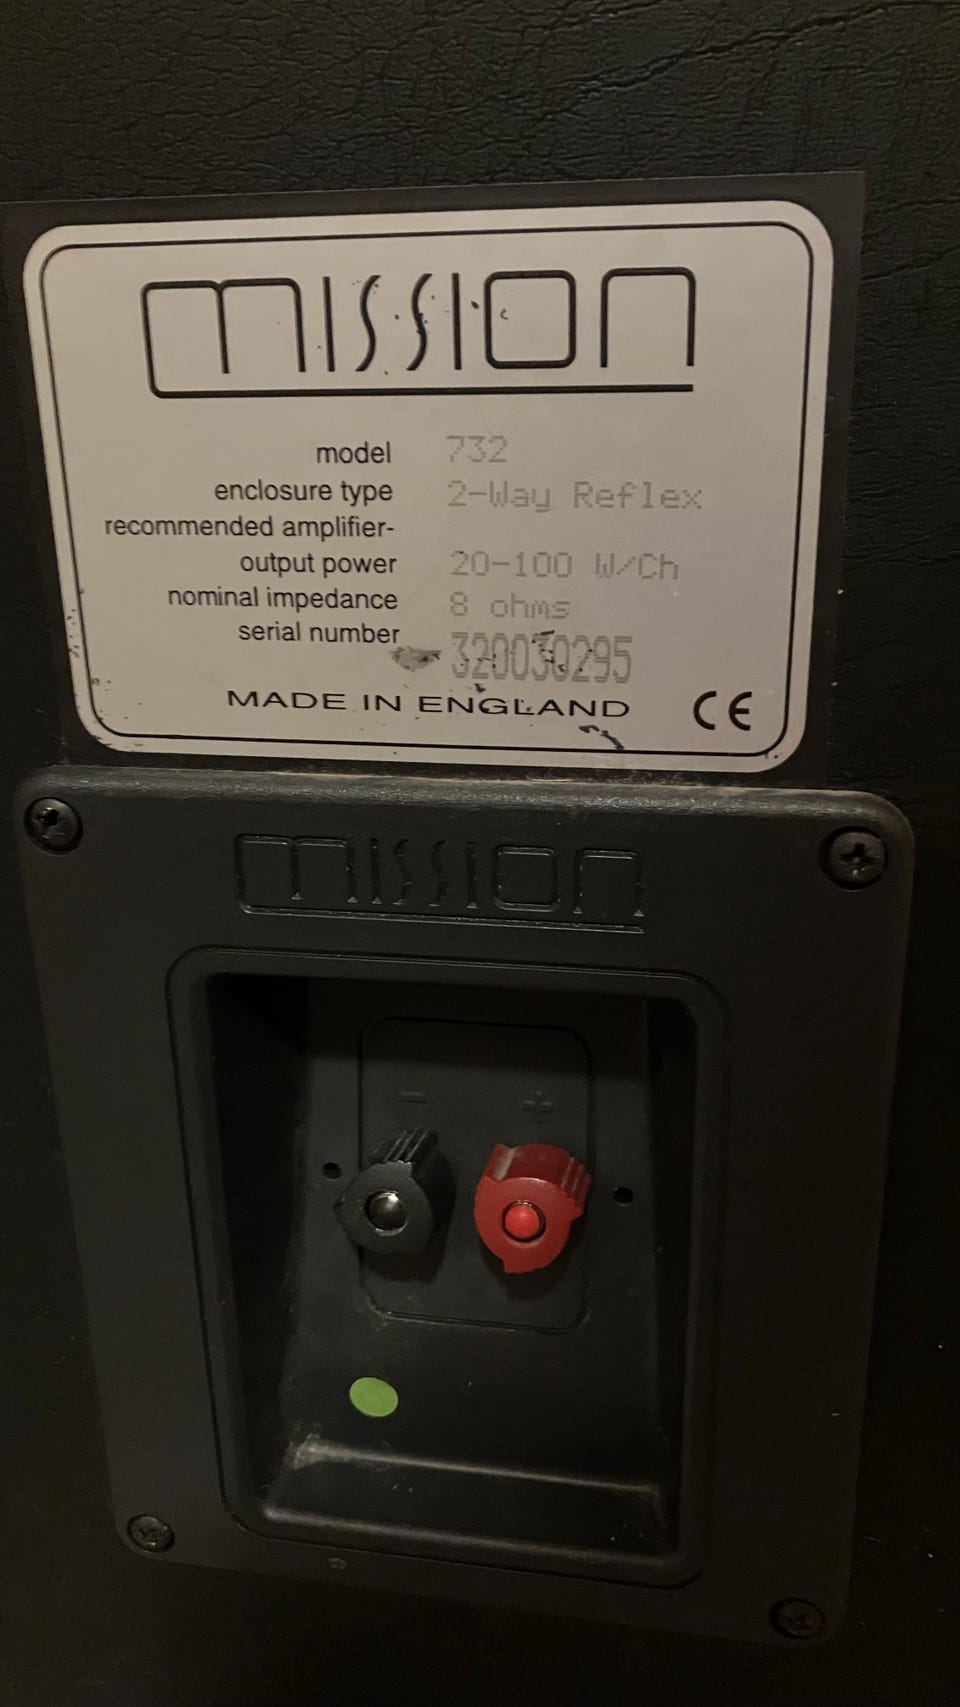 mission
model 732
enclosure type 2-Way Reflex
recommended amplifier-
output power 20-100 W/Ch
nominal impedance 8 ohms
serial number 320030295
MADE IN ENGLAND CE
mission
- +